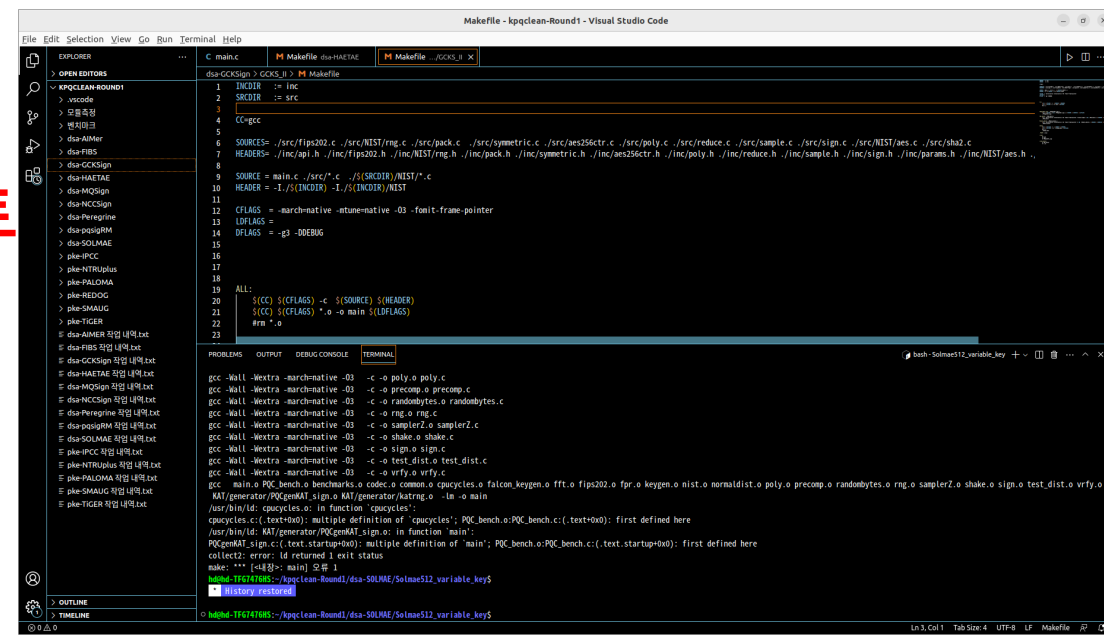 Makefile - kpqclean-Round1 - Visual Studio Code
File Edit Selection View Go Run Terminal Help
EXPLORER
C main.c
M Makefile dsa-HAETAE
M Makefile .../GCKS_II
OPEN EDITORS
dsa-GCKSign > GCKS_II > M Makefile
KPQCLEAN-ROUND1
.vscode
모듈측정
벤치마크
dsa-AIMer
dsa-FIBS
dsa-GCKSign
dsa-HAETAE
dsa-MQSign
dsa-NCCSign
dsa-Peregrine
dsa-pqsigRM
dsa-SOLMAE
pke-IPCC
pke-NTRUplus
pke-PALOMA
pke-REDOG
pke-SMAUG
pke-TiGER
dsa-AIMER 작업 내역.txt
dsa-FIBS 작업 내역.txt
dsa-GCKSign 작업 내역.txt
dsa-HAETAE 작업 내역.txt
dsa-MQSign 작업 내역.txt
dsa-NCCSign 작업 내역.txt
dsa-Peregrine 작업 내역.txt
dsa-pqsigRM 작업 내역.txt
dsa-SOLMAE 작업 내역.txt
pke-IPCC 작업 내역.txt
pke-NTRUplus 작업 내역.txt
pke-PALOMA 작업 내역.txt
pke-SMAUG 작업 내역.txt
pke-TiGER 작업 내역.txt
OUTLINE
TIMELINE
1 INCDIR := inc
2 SRCDIR := src
3
4 CC=gcc
5
6 SOURCES= ./src/fips202.c ./src/NIST/rng.c ./src/pack.c ./src/symmetric.c ./src/aes256ctr.c ./src/poly.c ./src/reduce.c ./src/sample.c ./src/sign.c ./src/NIST/aes.c ./src/sha2.c
7 HEADERS= ./inc/api.h ./inc/fips202.h ./inc/NIST/rng.h ./inc/pack.h ./inc/symmetric.h ./inc/aes256ctr.h ./inc/poly.h ./inc/reduce.h ./inc/sample.h ./inc/sign.h ./inc/params.h ./inc/NIST/aes.h ./
8
9 SOURCE = main.c ./src/*.c ./$(SRCDIR)/NIST/*.c
10 HEADER = -I./$(INCDIR) -I./$(INCDIR)/NIST
11
12 CFLAGS = -march=native -mtune=native -O3 -fomit-frame-pointer
13 LDFLAGS =
14 DFLAGS = -g3 -DDEBUG
15
16
17
18
19 ALL:
20 $(CC) $(CFLAGS) -c $(SOURCE) $(HEADER)
21 $(CC) $(CFLAGS) *.o -o main $(LDFLAGS)
22 #rm *.o
23
PROBLEMS OUTPUT DEBUG CONSOLE TERMINAL
bash - Solmae512_variable_key
gcc -Wall -Wextra -march=native -O3 -c -o poly.o poly.c
gcc -Wall -Wextra -march=native -O3 -c -o precomp.o precomp.c
gcc -Wall -Wextra -march=native -O3 -c -o randombytes.o randombytes.c
gcc -Wall -Wextra -march=native -O3 -c -o rng.o rng.c
gcc -Wall -Wextra -march=native -O3 -c -o samplerZ.o samplerZ.c
gcc -Wall -Wextra -march=native -O3 -c -o shake.o shake.c
gcc -Wall -Wextra -march=native -O3 -c -o sign.o sign.c
gcc -Wall -Wextra -march=native -O3 -c -o test_dist.o test_dist.c
gcc -Wall -Wextra -march=native -O3 -c -o vrfy.o vrfy.c
gcc main.o PQC_bench.o benchmarks.o codec.o common.o cpucycles.o falcon_keygen.o fft.o fips202.o fpr.o keygen.o nist.o normaldist.o poly.o precomp.o randombytes.o rng.o samplerZ.o shake.o sign.o test_dist.o vrfy.o
KAT/generator/PQCgenKAT_sign.o KAT/generator/katrng.o -lm -o main
/usr/bin/ld: cpucycles.o: in function `cpucycles':
cpucycles.c:(.text+0x0): multiple definition of `cpucycles'; PQC_bench.o:PQC_bench.c:(.text+0x0): first defined here
/usr/bin/ld: KAT/generator/PQCgenKAT_sign.o: in function `main':
PQCgenKAT_sign.c:(.text.startup+0x0): multiple definition of `main'; PQC_bench.o:PQC_bench.c:(.text.startup+0x0): first defined here
collect2: error: ld returned 1 exit status
make: *** [<내장>: main] 오류 1
hd@hd-TFG7476HS:~/kpqclean-Round1/dsa-SOLMAE/Solmae512_variable_key$
* History restored
hd@hd-TFG7476HS:~/kpqclean-Round1/dsa-SOLMAE/Solmae512_variable_key$
0 0
Ln 3, Col 1 Tab Size: 4 UTF-8 LF Makefile